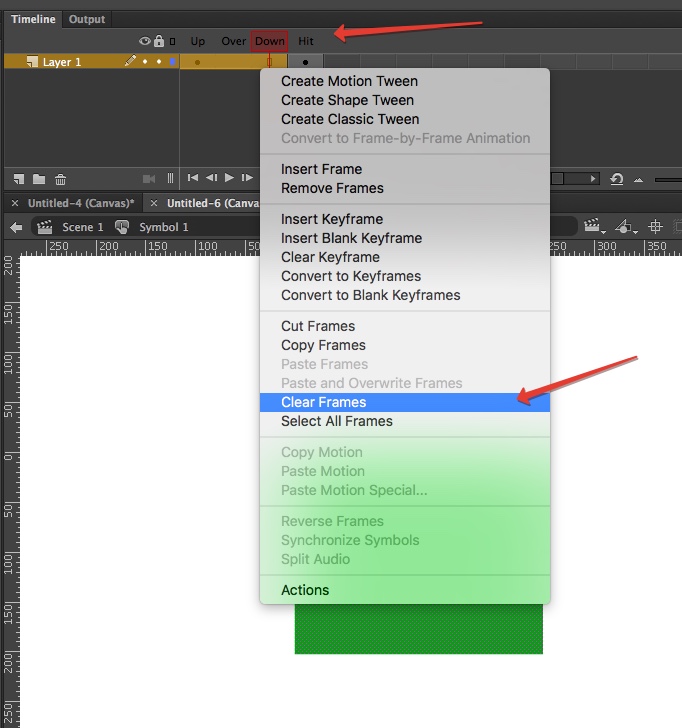 Timeline Output
Up Over Down Hit
Layer 1
Create Motion Tween
Create Shape Tween
Create Classic Tween
Convert to Frame-by-Frame Animation
Insert Frame
Remove Frames
Untitled-4 (Canvas)* Untitled-6 (Canva
Insert Keyframe
Scene 1 Symbol 1
Insert Blank Keyframe
250 200 150 100 50 250 300 350
Clear Keyframe
Convert to Keyframes
Convert to Blank Keyframes
Cut Frames
Copy Frames
Paste Frames
Paste and Overwrite Frames
Clear Frames
Select All Frames
Copy Motion
Paste Motion
Paste Motion Special...
Reverse Frames
Synchronize Symbols
Split Audio
Actions
200
150
100
50
0
50
100
150
200
250